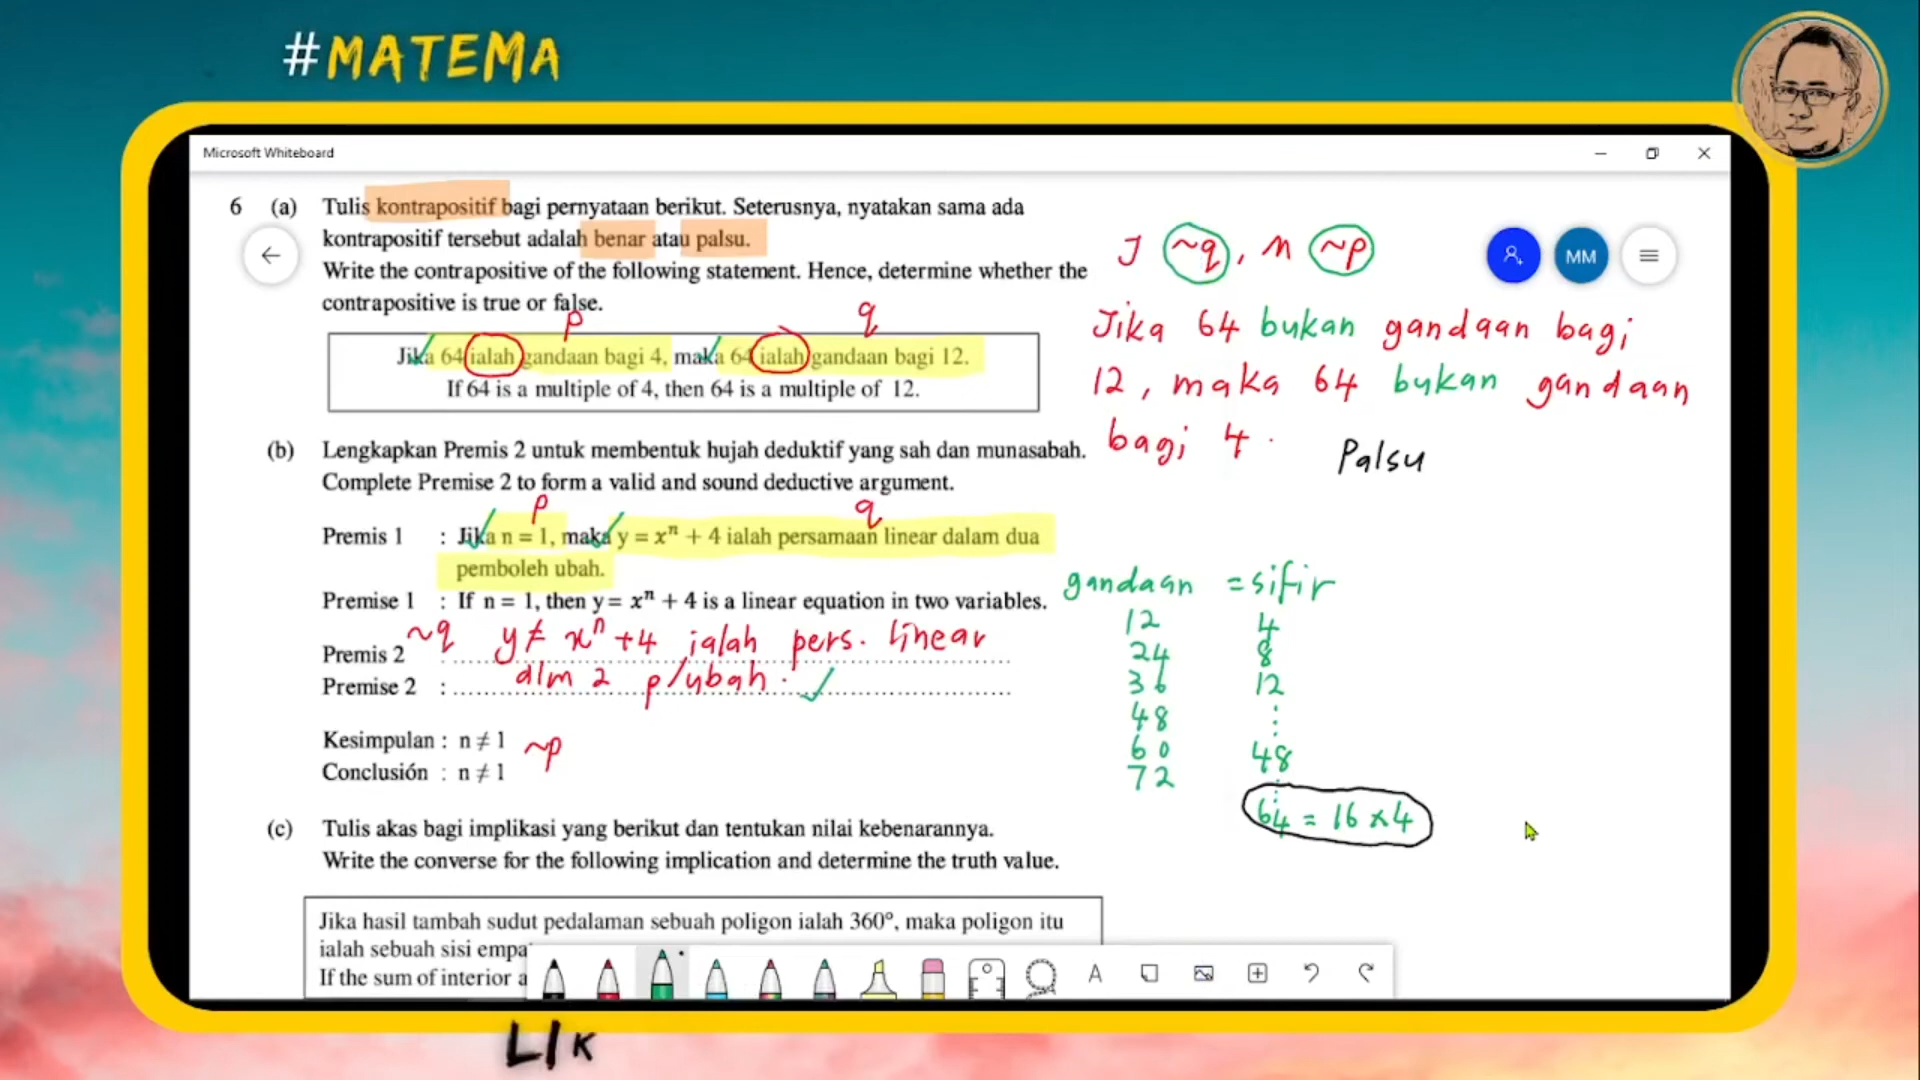 #MATEMA
Microsoft Whiteboard
6 (a) Tulis kontrapositif bagi pernyataan berikut. Seterusnya, nyatakan sama ada
kontrapositif tersebut adalah benar atau palsu.
Write the contrapositive of the following statement. Hence, determine whether the
contrapositive is true or false.
p q
Jika 64 ialah gandaan bagi 4, maka 64 ialah gandaan bagi 12.
If 64 is a multiple of 4, then 64 is a multiple of 12.
J ~q, M ~p
MM
Jika 64 bukan gandaan bagi
12, maka 64 bukan gandaan
bagi 4.
Palsu
(b) Lengkapkan Premis 2 untuk membentuk hujah deduktif yang sah dan munasabah.
Complete Premise 2 to form a valid and sound deductive argument.
p q
Premis 1 : Jika n = 1, maka y = xⁿ + 4 ialah persamaan linear dalam dua
pemboleh ubah.
Premise 1 : If n = 1, then y = xⁿ + 4 is a linear equation in two variables.
~q y ≠ xⁿ + 4 ialah pers. linear
Premis 2
dlm 2 p/ubah.
Premise 2 :
Kesimpulan : n ≠ 1 ~p
Conclusión : n ≠ 1
gandaan = sifir
12 4
24 8
36 12
48 :
60 48
72 :
64 = 16 x 4
(c) Tulis akas bagi implikasi yang berikut dan tentukan nilai kebenarannya.
Write the converse for the following implication and determine the truth value.
Jika hasil tambah sudut pedalaman sebuah poligon ialah 360°, maka poligon itu
ialah sebuah sisi empa
If the sum of interior a
A
LIK